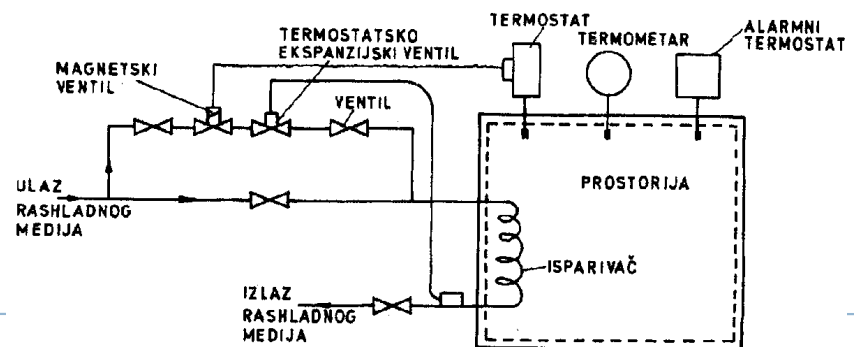 TERMOSTAT
TERMOSTATSKO
EKSPANZIJSKI VENTIL
TERMOMETAR
ALARMNI
TERMOSTAT
MAGNETSKI
VENTIL
VENTIL
PROSTORIJA
ULAZ
RASHLADNOG
MEDIJA
ISPARIVAČ
IZLAZ
RASHLADNOG
MEDIJA